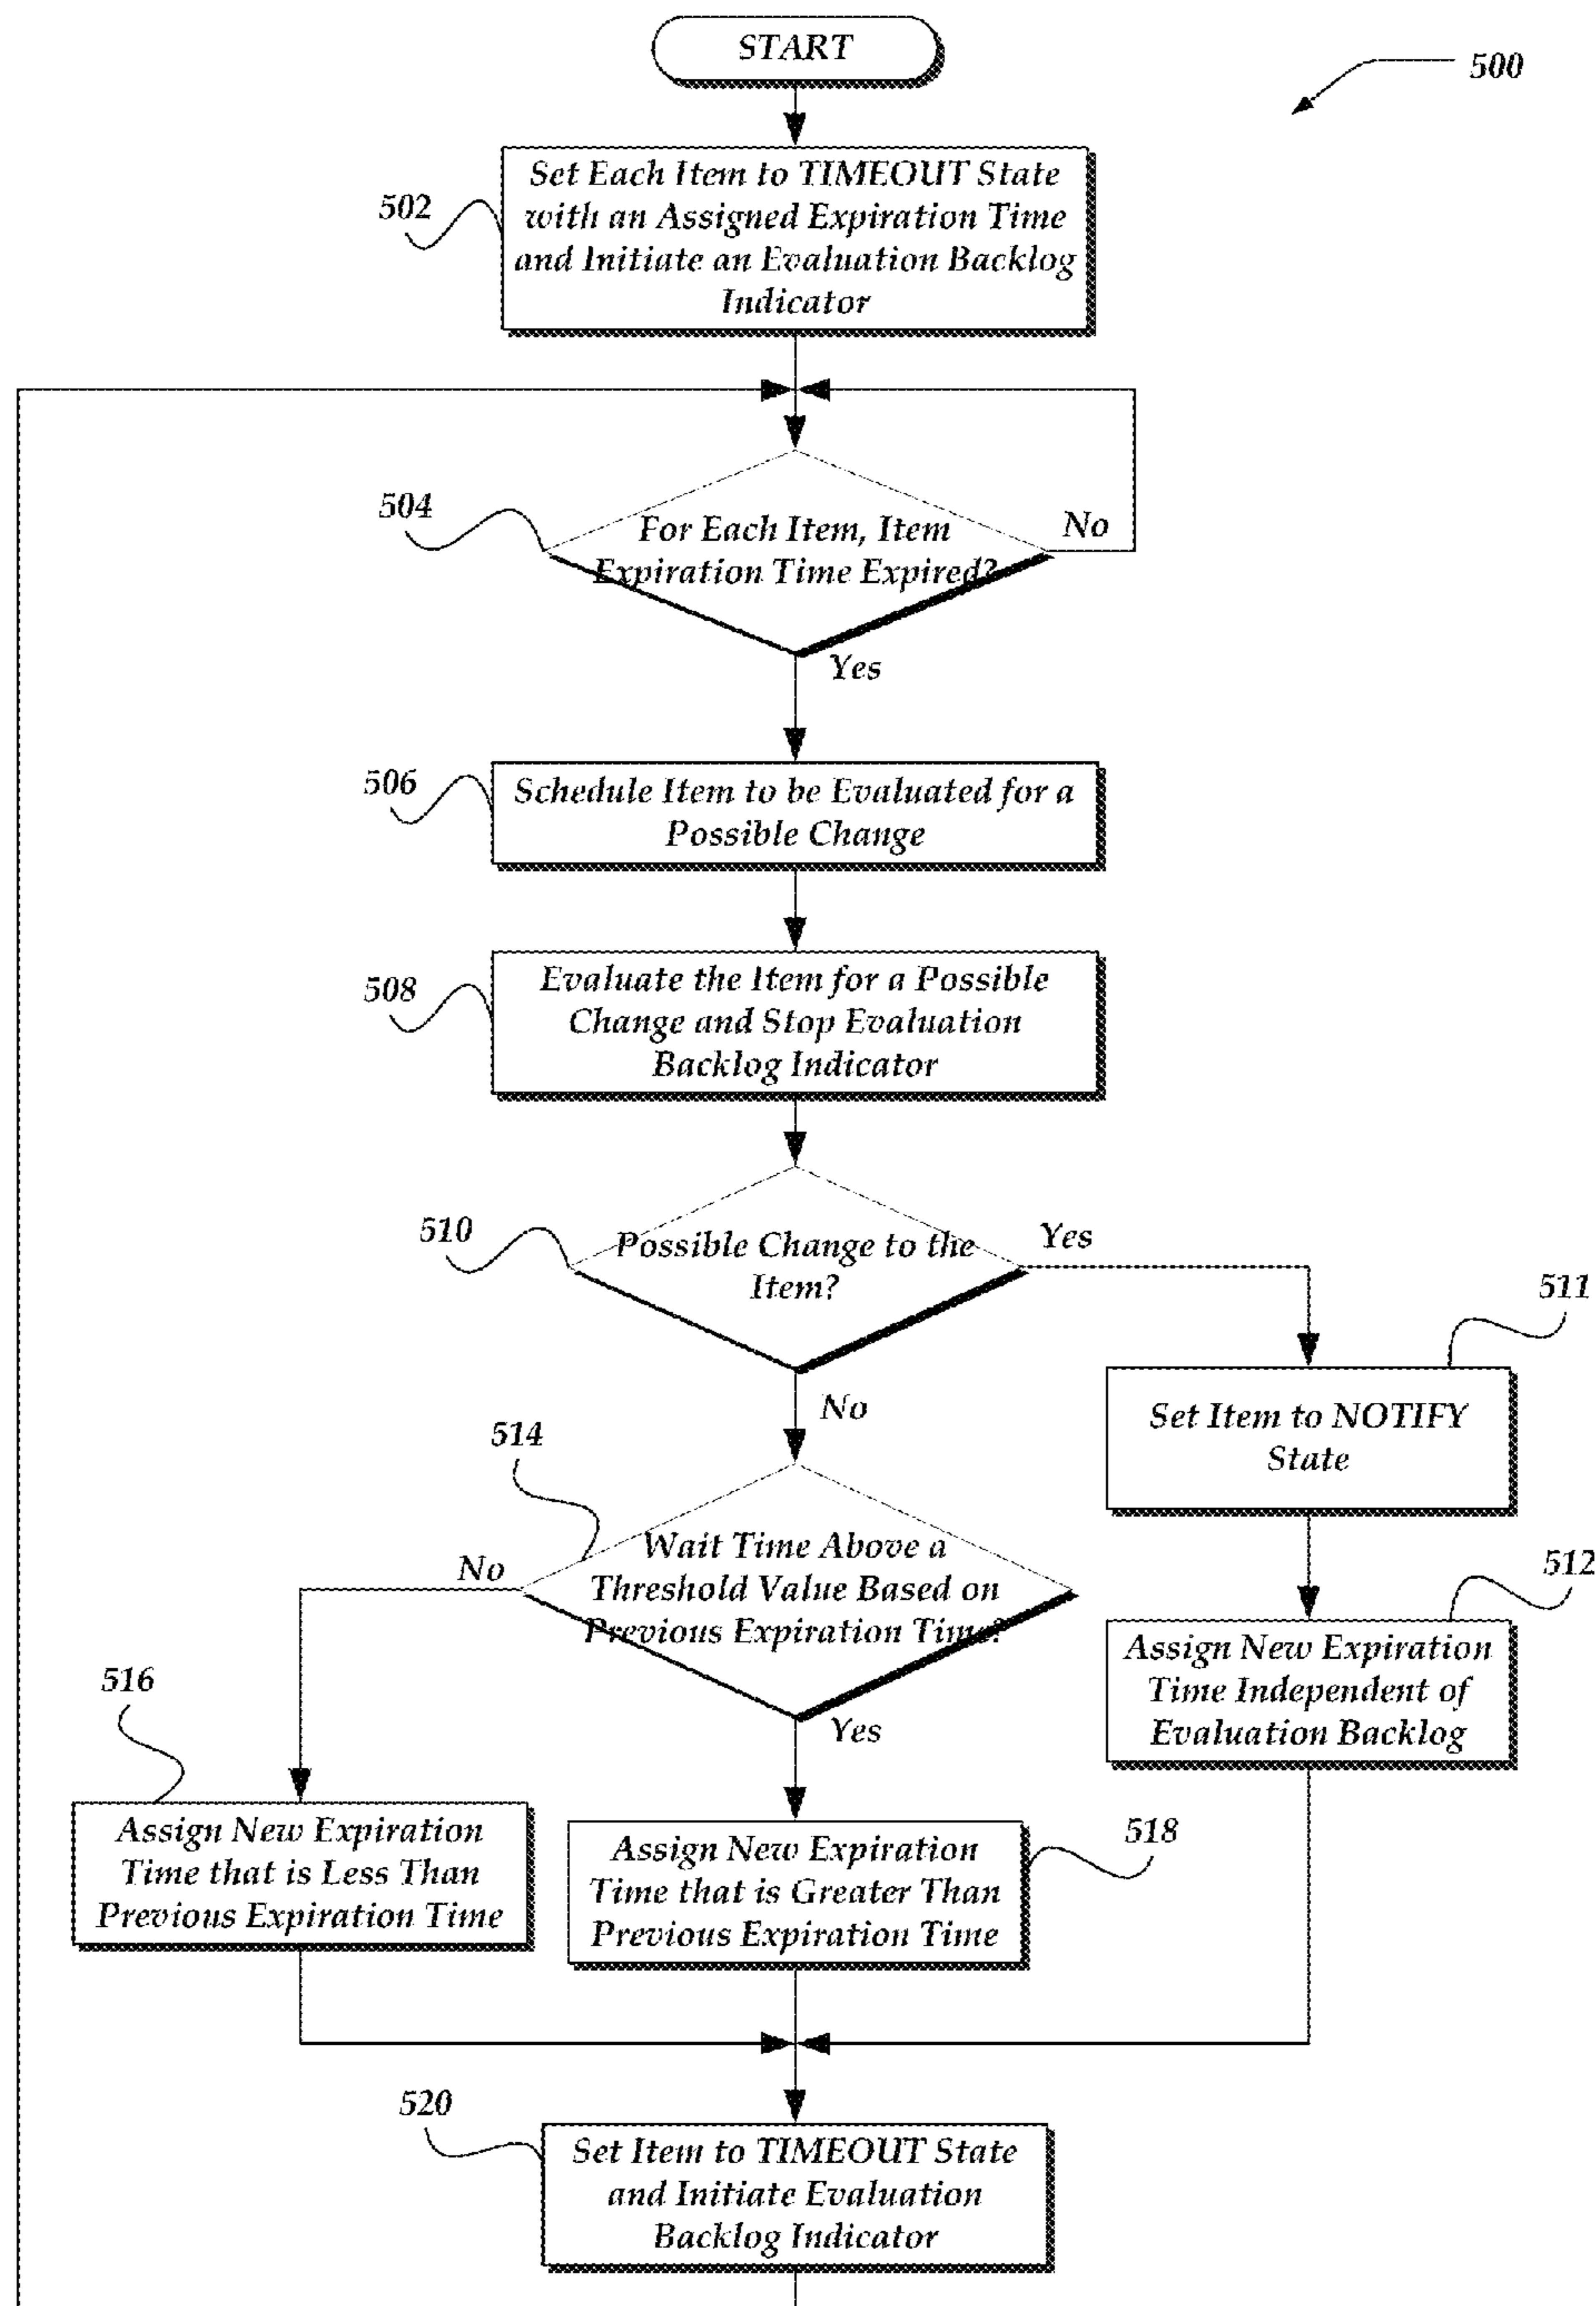 START
500
502
Set Each Item to TIMEOUT State
with an Assigned Expiration Time
and Initiate an Evaluation Backlog
Indicator
504
For Each Item, Item
Expiration Time Expired?
No
Yes
506
Schedule Item to be Evaluated for a
Possible Change
508
Evaluate the Item for a Possible
Change and Stop Evaluation
Backlog Indicator
510
Possible Change to the
Item?
Yes
No
511
Set Item to NOTIFY
State
514
Wait Time Above a
Threshold Value Based on
Previous Expiration Time?
No
Yes
512
Assign New Expiration
Time Independent of
Evaluation Backlog
516
Assign New Expiration
Time that is Less Than
Previous Expiration Time
518
Assign New Expiration
Time that is Greater Than
Previous Expiration Time
520
Set Item to TIMEOUT State
and Initiate Evaluation
Backlog Indicator